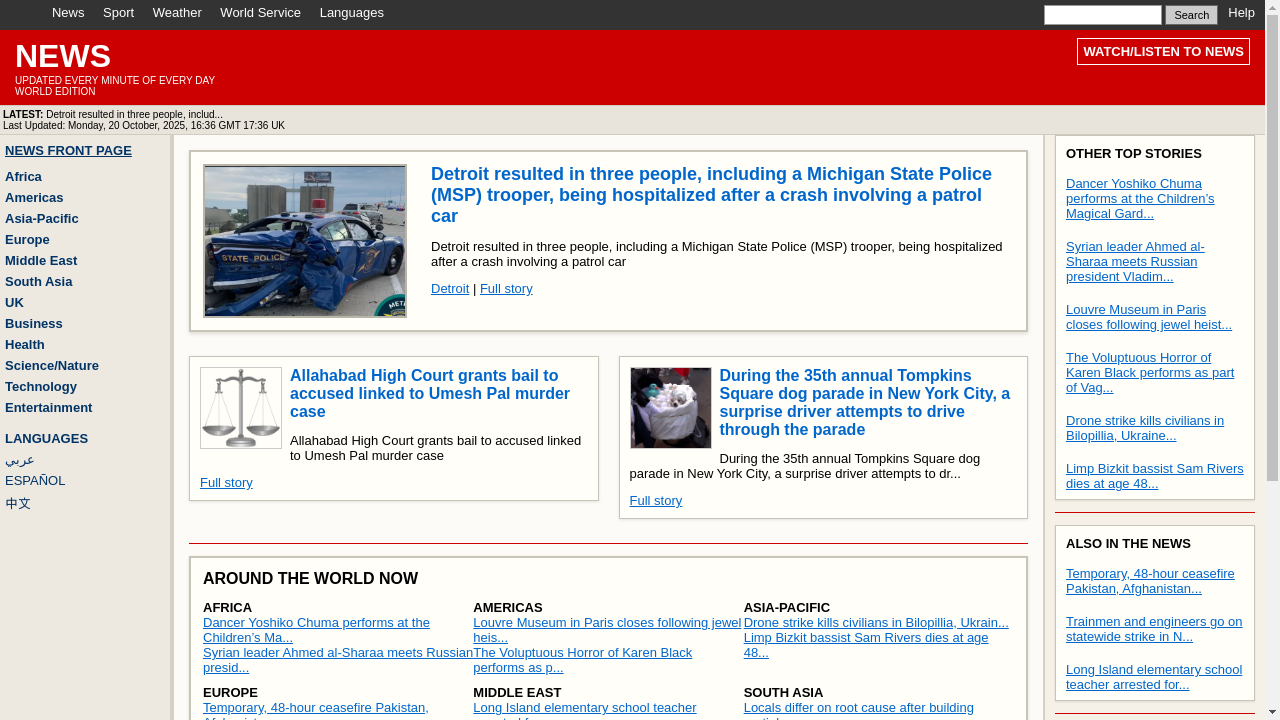 News Sport Weather World Service Languages Search Help
NEWS
UPDATED EVERY MINUTE OF EVERY DAY
WORLD EDITION
WATCH/LISTEN TO NEWS
LATEST: Detroit resulted in three people, includ...
Last Updated: Monday, 20 October, 2025, 16:36 GMT 17:36 UK
NEWS FRONT PAGE
Africa
Americas
Asia-Pacific
Europe
Middle East
South Asia
UK
Business
Health
Science/Nature
Technology
Entertainment
LANGUAGES
عربي
ESPAÑOL
中文
STATE POLICE
Detroit resulted in three people, including a Michigan State Police
(MSP) trooper, being hospitalized after a crash involving a patrol
car
Detroit resulted in three people, including a Michigan State Police (MSP) trooper, being hospitalized
after a crash involving a patrol car
Detroit | Full story
Allahabad High Court grants bail to
accused linked to Umesh Pal murder
case
Allahabad High Court grants bail to accused linked
to Umesh Pal murder case
Full story
During the 35th annual Tompkins
Square dog parade in New York City, a
surprise driver attempts to drive
through the parade
During the 35th annual Tompkins Square dog
parade in New York City, a surprise driver attempts to dr...
Full story
AROUND THE WORLD NOW
AFRICA
Dancer Yoshiko Chuma performs at the
Children’s Ma...
Syrian leader Ahmed al-Sharaa meets Russian
presid...
AMERICAS
Louvre Museum in Paris closes following jewel
heis...
The Voluptuous Horror of Karen Black
performs as p...
ASIA-PACIFIC
Drone strike kills civilians in Bilopillia, Ukrain...
Limp Bizkit bassist Sam Rivers dies at age
48...
EUROPE
Temporary, 48-hour ceasefire Pakistan,
MIDDLE EAST
Long Island elementary school teacher
SOUTH ASIA
Locals differ on root cause after building
OTHER TOP STORIES
Dancer Yoshiko Chuma
performs at the Children’s
Magical Gard...
Syrian leader Ahmed al-
Sharaa meets Russian
president Vladim...
Louvre Museum in Paris
closes following jewel heist...
The Voluptuous Horror of
Karen Black performs as part
of Vag...
Drone strike kills civilians in
Bilopillia, Ukraine...
Limp Bizkit bassist Sam Rivers
dies at age 48...
ALSO IN THE NEWS
Temporary, 48-hour ceasefire
Pakistan, Afghanistan...
Trainmen and engineers go on
statewide strike in N...
Long Island elementary school
teacher arrested for...